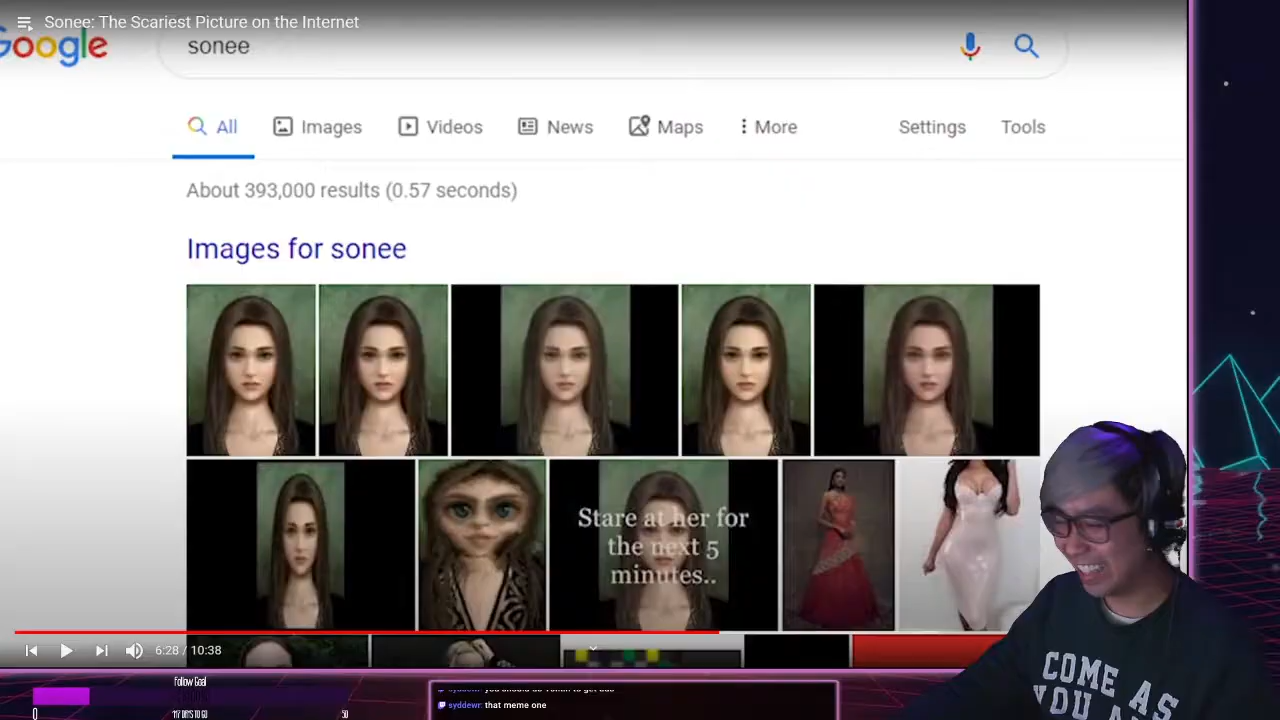 Sonee: The Scariest Picture on the Internet
Google
sonee
All
Images
Videos
News
Maps
More
Settings
Tools
About 393,000 results (0.57 seconds)
Images for sonee
Stare at her for
the next 5
minutes..
6:28 / 10:38
COME AS
YOU A
Follow Goal
0
50
syddewr: that meme one